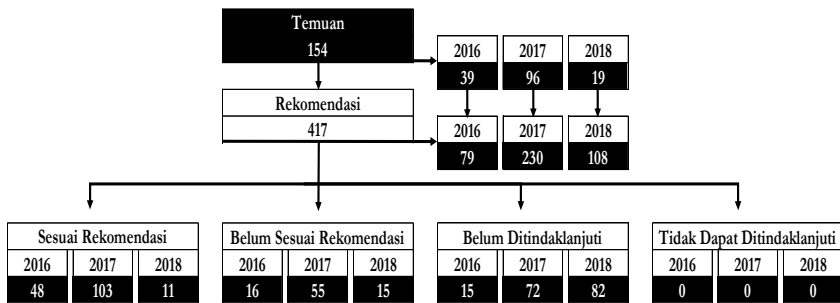 Temuan
154
2016 2017 2018
39 96 19
Rekomendasi
417
2016 2017 2018
79 230 108
Sesuai Rekomendasi
2016 2017 2018
48 103 11
Belum Sesuai Rekomendasi
2016 2017 2018
16 55 15
Belum Ditindaklanjuti
2016 2017 2018
15 72 82
Tidak Dapat Ditindaklanjuti
2016 2017 2018
0 0 0